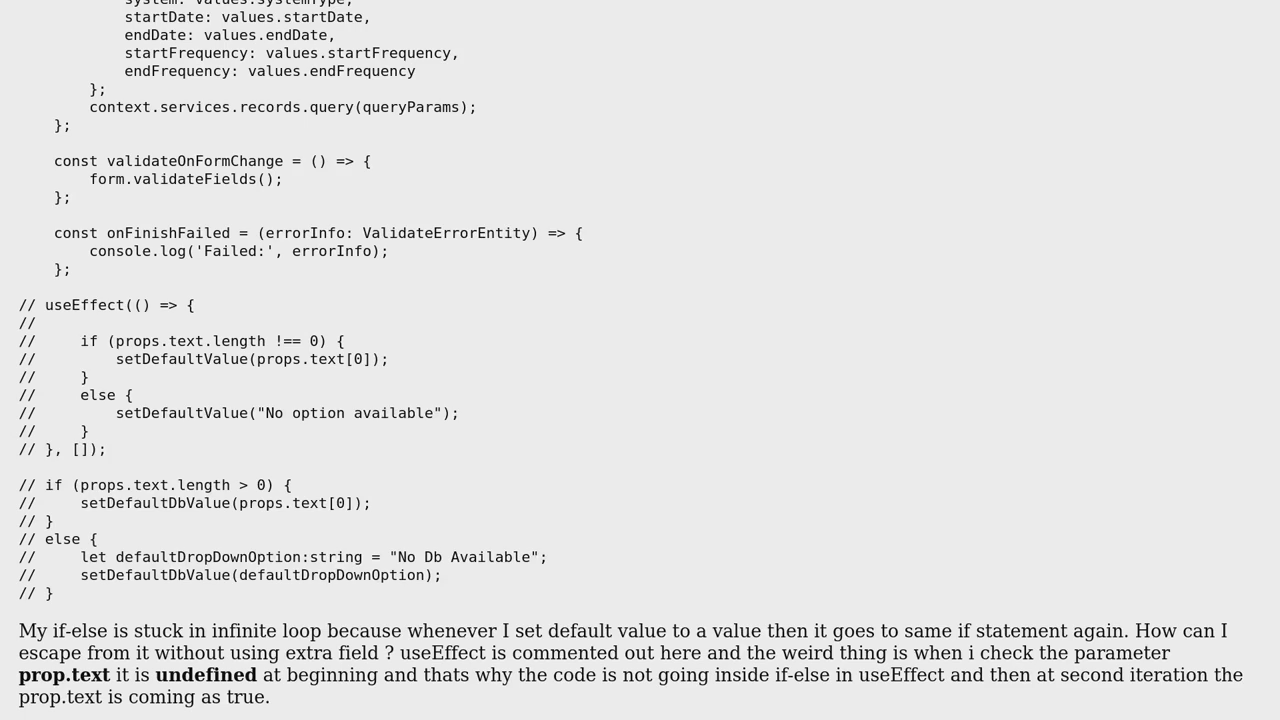 system: values.systemType,
startDate: values.startDate,
endDate: values.endDate,
startFrequency: values.startFrequency,
endFrequency: values.endFrequency
};
context.services.records.query(queryParams);
};
const validateOnFormChange = () => {
form.validateFields();
};
const onFinishFailed = (errorInfo: ValidateErrorEntity) => {
console.log('Failed:', errorInfo);
};
// useEffect(() => {
//
//     if (props.text.length !== 0) {
//         setDefaultValue(props.text[0]);
//     }
//     else {
//         setDefaultValue("No option available");
//     }
// }, []);
// if (props.text.length > 0) {
//     setDefaultDbValue(props.text[0]);
// }
// else {
//     let defaultDropDownOption:string = "No Db Available";
//     setDefaultDbValue(defaultDropDownOption);
// }
My if-else is stuck in infinite loop because whenever I set default value to a value then it goes to same if statement again. How can I
escape from it without using extra field ? useEffect is commented out here and the weird thing is when i check the parameter
prop.text it is undefined at beginning and thats why the code is not going inside if-else in useEffect and then at second iteration the
prop.text is coming as true.